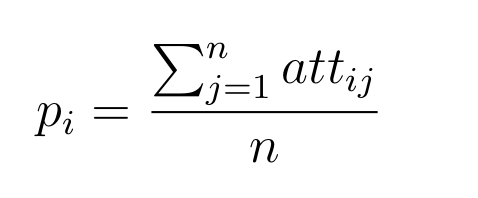 p_i = \frac{\sum_{j=1}^{n} att_{ij}}{n}